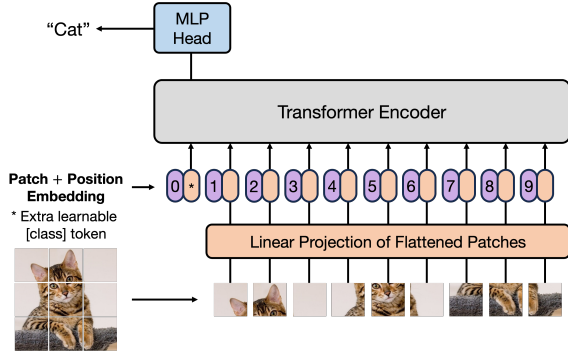 MLP
Head
“Cat”
Transformer Encoder
Patch + Position
Embedding
0 * 1 2 3 4 5 6 7 8 9
* Extra learnable
[class] token
Linear Projection of Flattened Patches